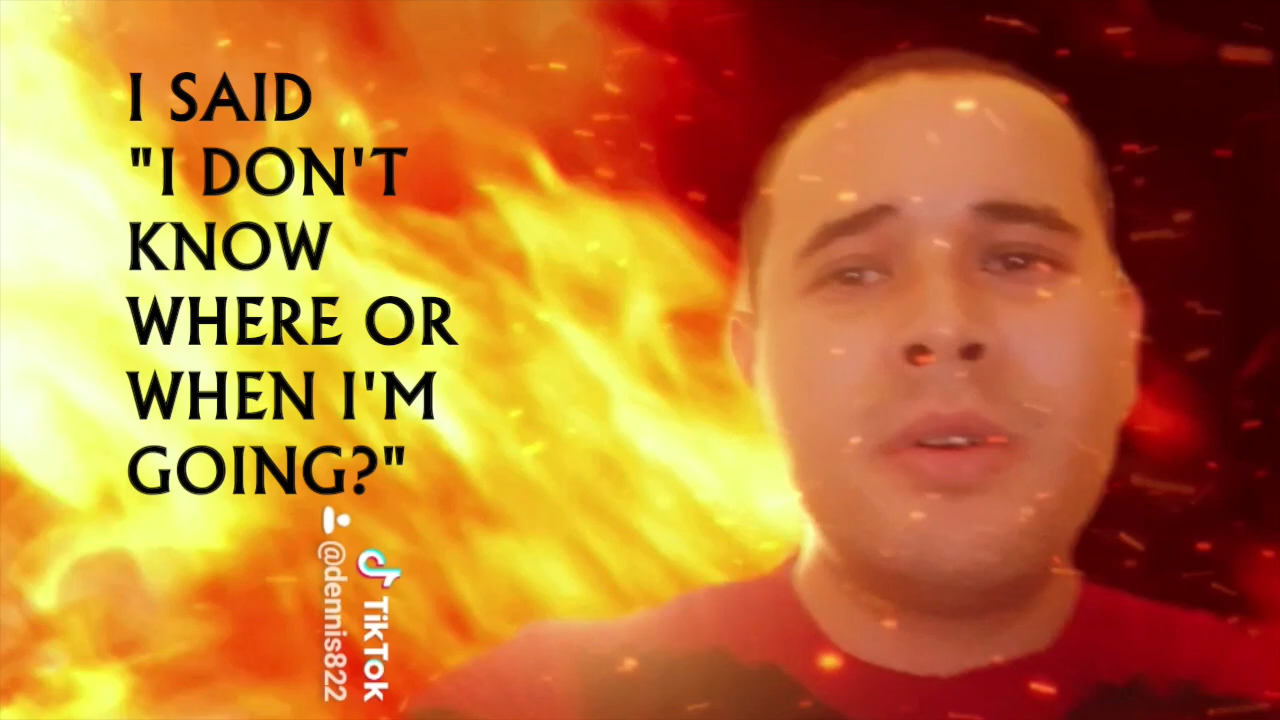 I SAID
"I DON'T
KNOW
WHERE OR
WHEN I'M
GOING?"
TikTok
@dennis822